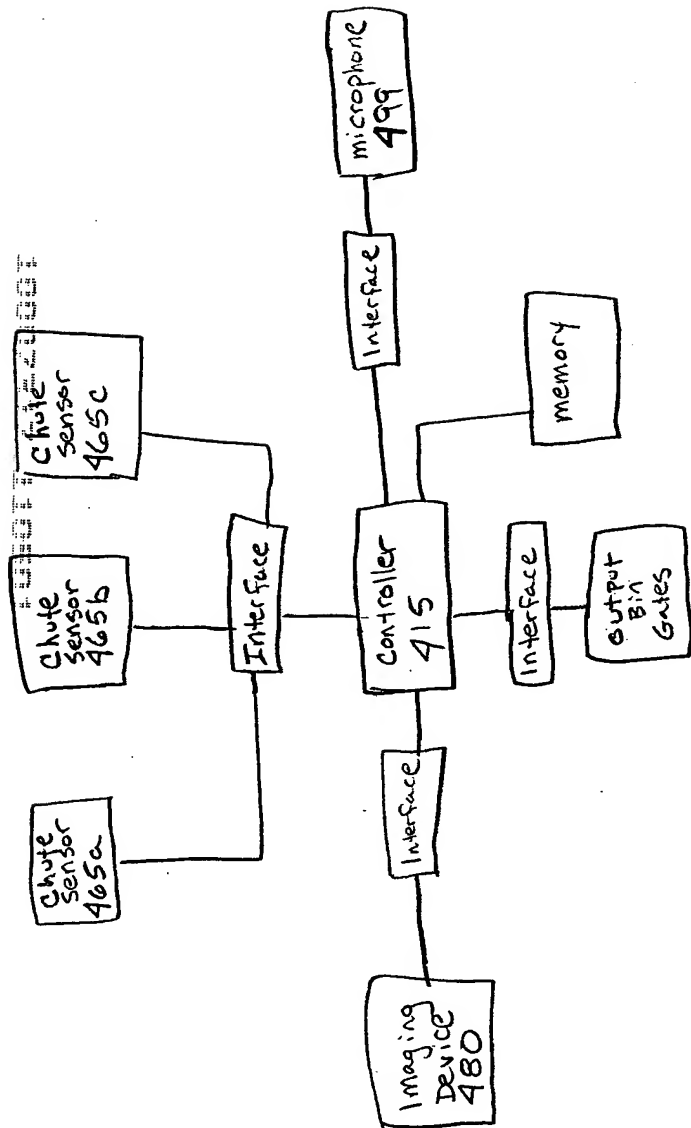 Chute
Sensor
465a
Chute
Sensor
465b
Chute
Sensor
465c
Interface
Imaging
Device
480
Interface
Controller
415
Interface
microphone
499
Interface
output
Bin
Gates
memory